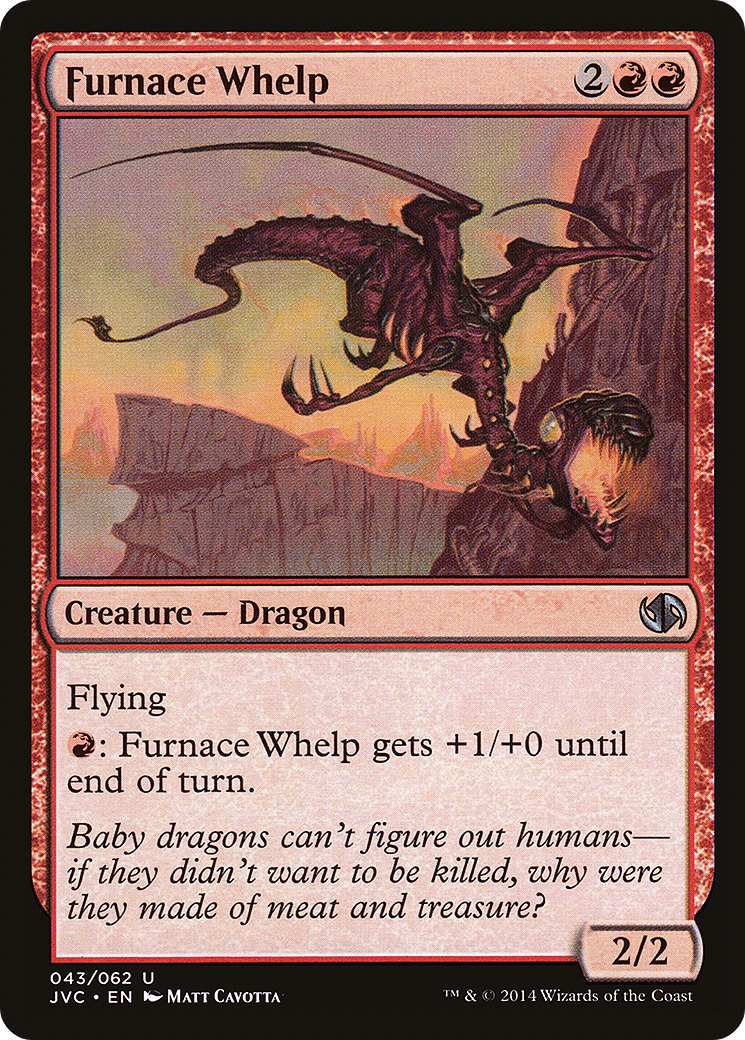 Furnace Whelp 2
Creature — Dragon
Flying
: Furnace Whelp gets +1/+0 until
end of turn.
Baby dragons can't figure out humans—
if they didn't want to be killed, why were
they made of meat and treasure?
2/2
043/062 U
JVC • EN Matt Cavotta
™ & © 2014 Wizards of the Coast